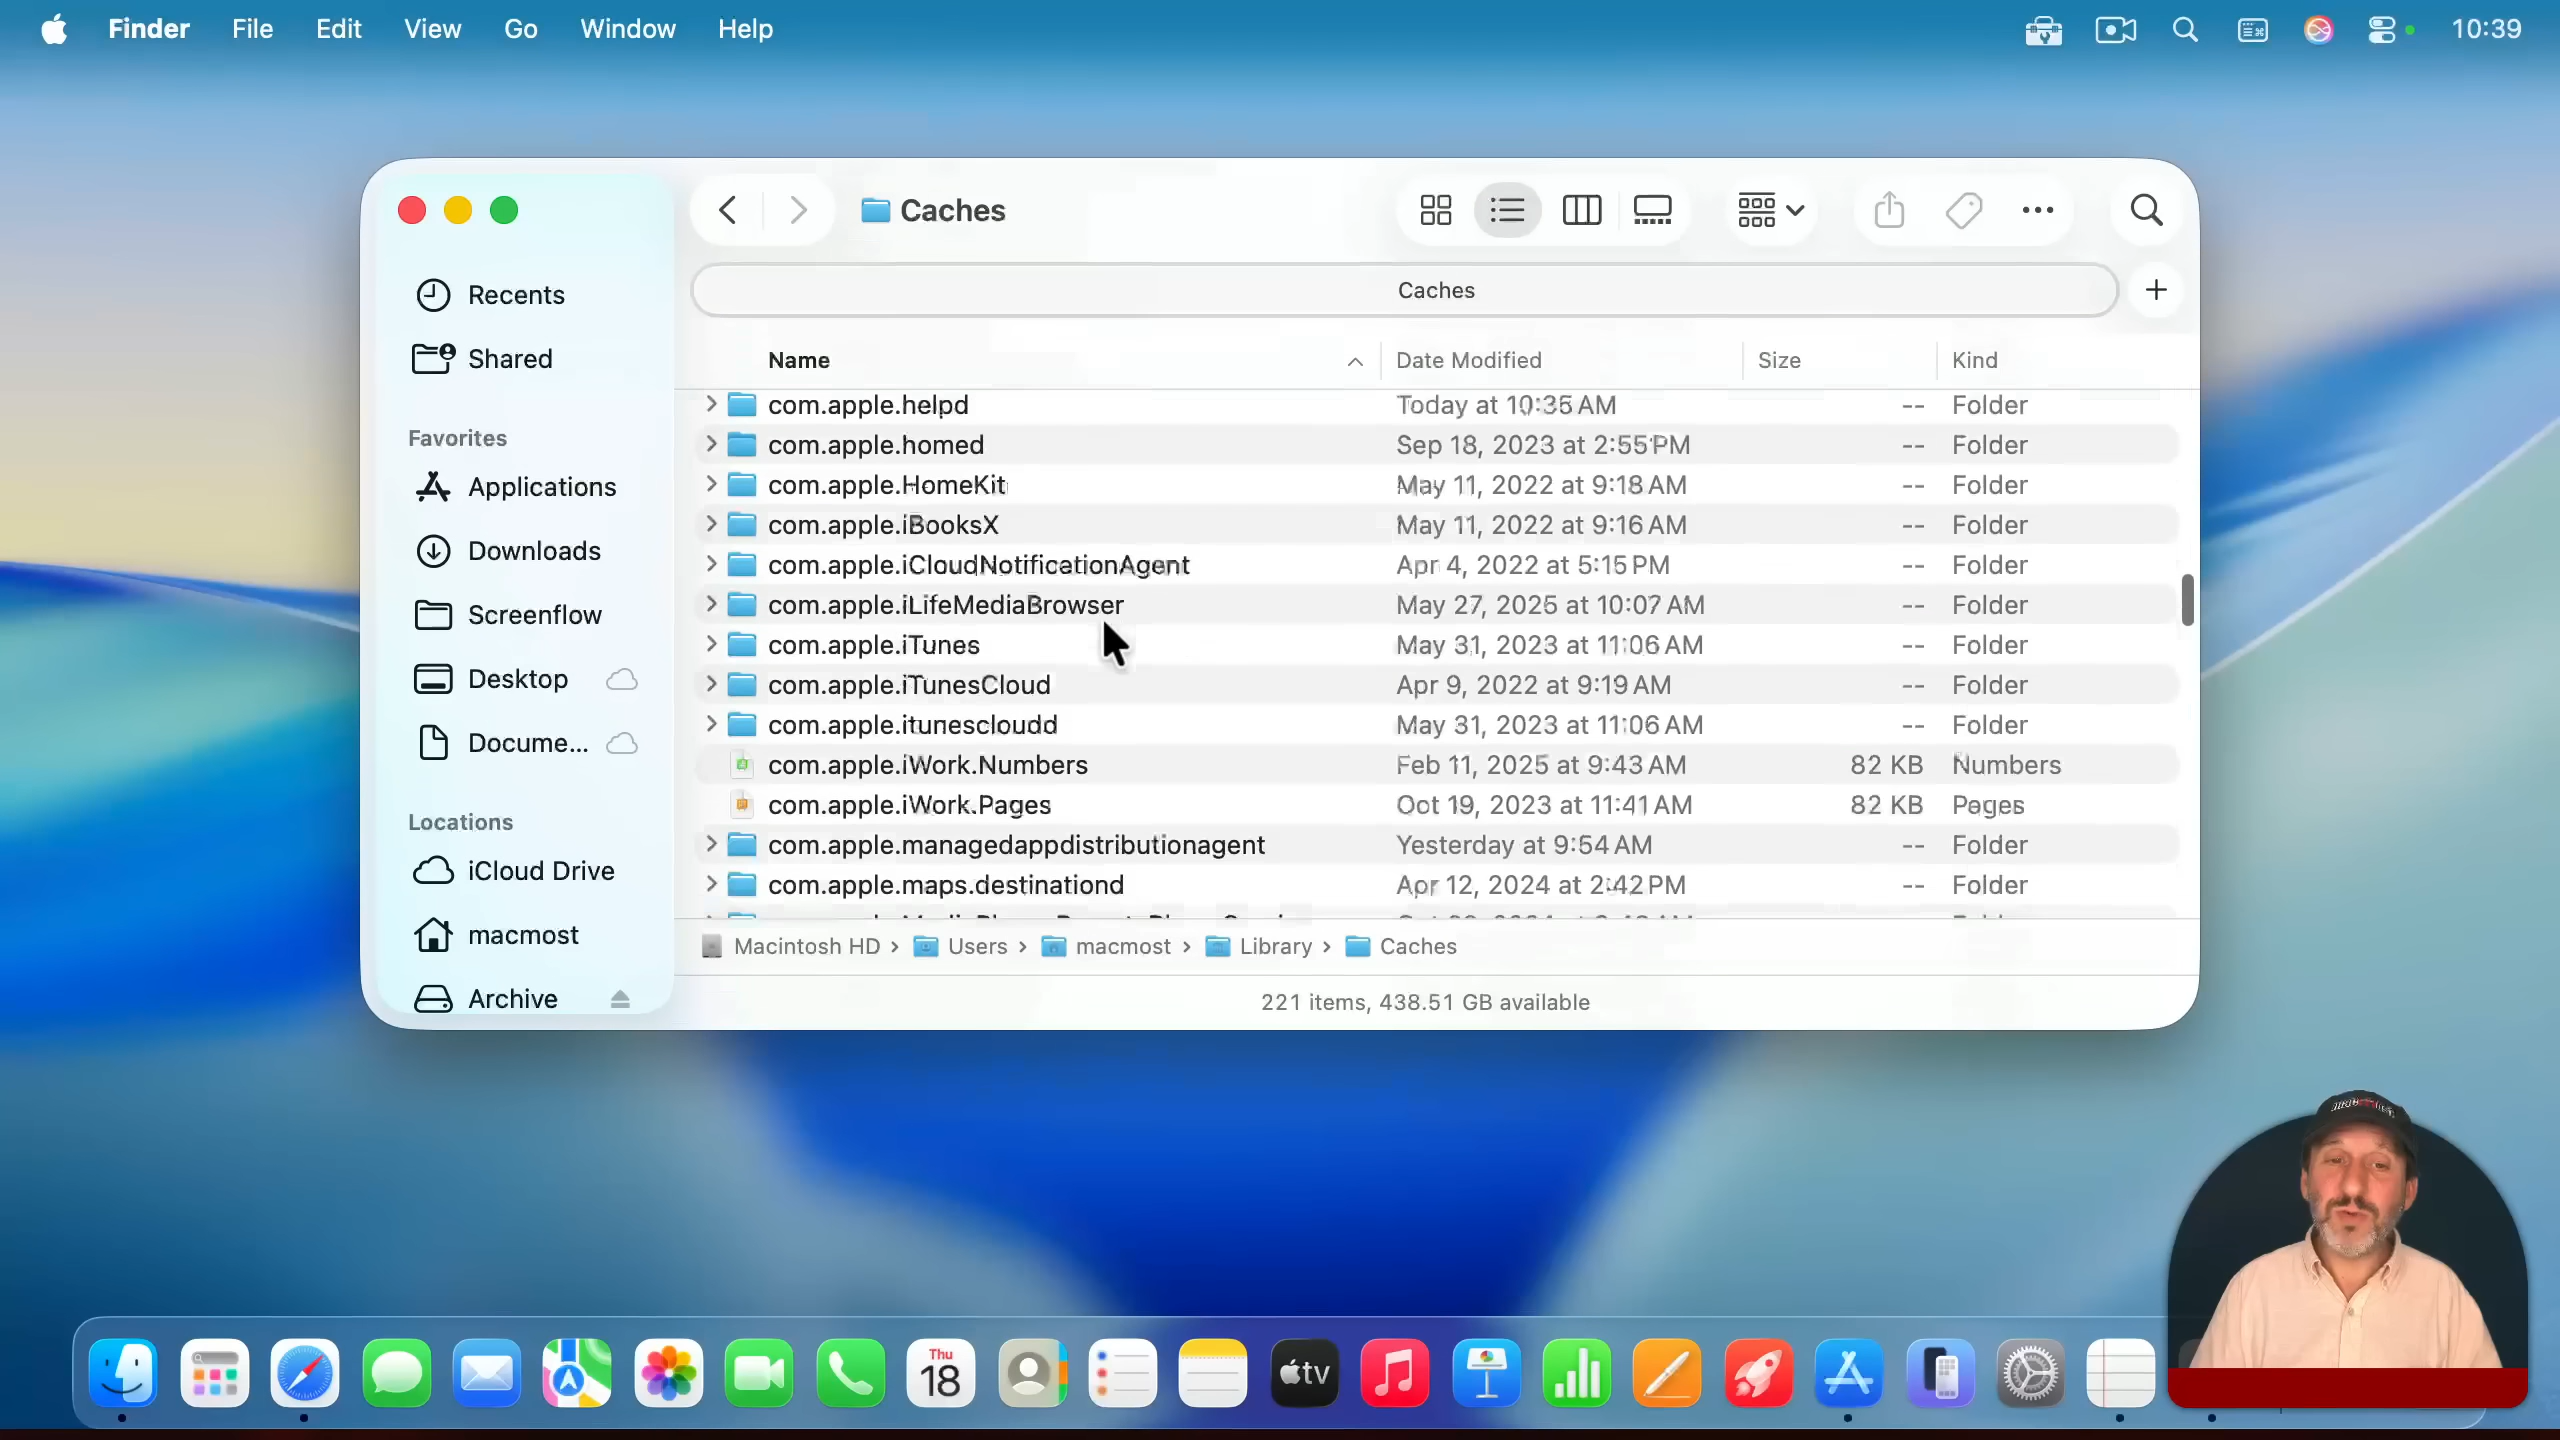 Finder File Edit View Go Window Help 10:39
Caches
Caches
Recents
Shared
Favorites
Applications
Downloads
Screenflow
Desktop
Docume...
Locations
iCloud Drive
macmost
Archive
Name Date Modified Size Kind
com.apple.helpd Today at 10:35 AM -- Folder
com.apple.homed Sep 18, 2023 at 2:55 PM -- Folder
com.apple.HomeKit May 11, 2022 at 9:18 AM -- Folder
com.apple.iBooksX May 11, 2022 at 9:16 AM -- Folder
com.apple.iCloudNotificationAgent Apr 4, 2022 at 5:15 PM -- Folder
com.apple.iLifeMediaBrowser May 27, 2025 at 10:07 AM -- Folder
com.apple.iTunes May 31, 2023 at 11:06 AM -- Folder
com.apple.iTunesCloud Apr 9, 2022 at 9:19 AM -- Folder
com.apple.itunescloudd May 31, 2023 at 11:06 AM -- Folder
com.apple.iWork.Numbers Feb 11, 2025 at 9:43 AM 82 KB Numbers
com.apple.iWork.Pages Oct 19, 2023 at 11:41 AM 82 KB Pages
com.apple.managedappdistributionagent Yesterday at 9:54 AM -- Folder
com.apple.maps.destinationd Apr 12, 2024 at 2:42 PM -- Folder
Macintosh HD › Users › macmost › Library › Caches
221 items, 438.51 GB available
Thu
18
tv